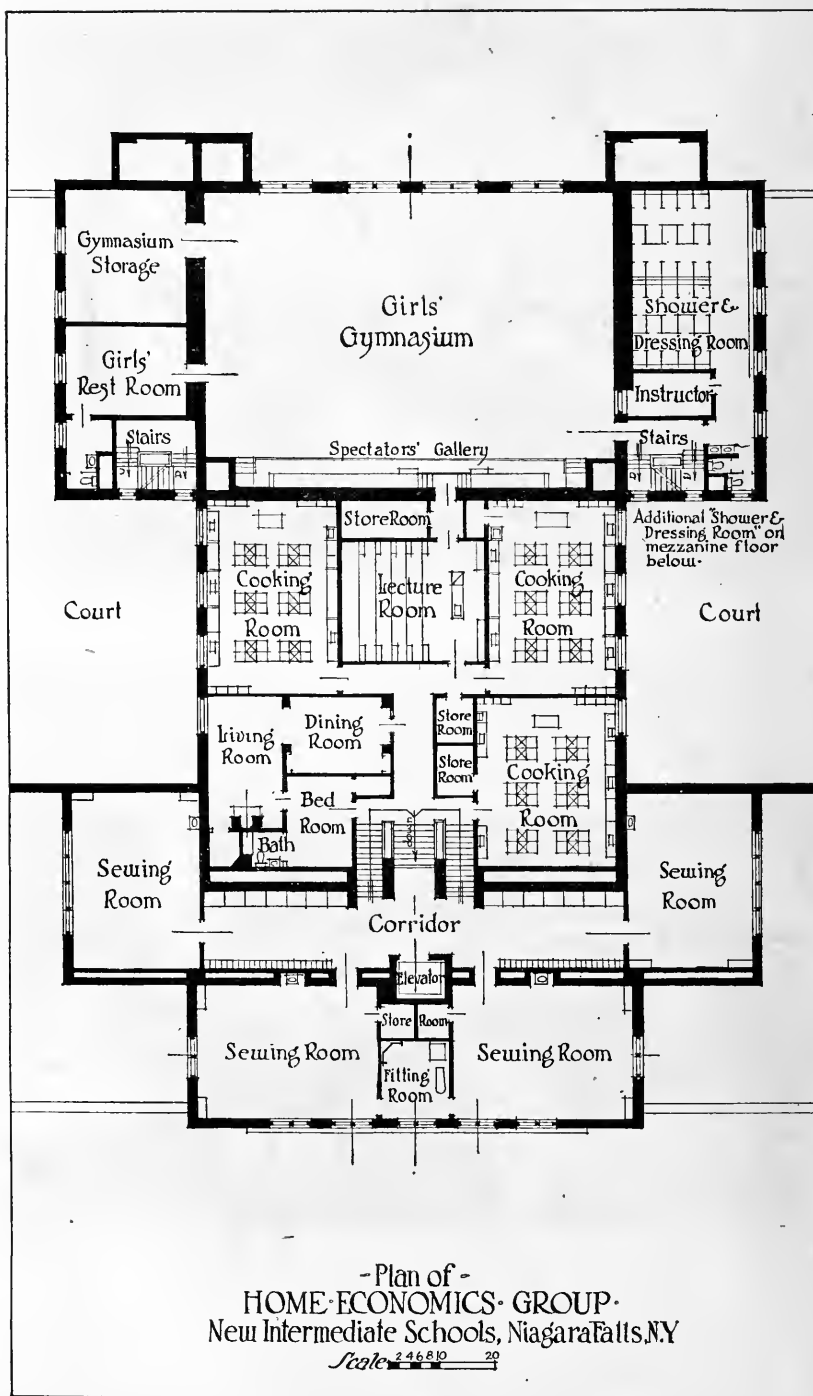 Gymnasium
Storage
Girls'
Gymnasium
Shower &
Dressing Room
Girls'
Rest Room
Instructor
Stairs
Stairs
Spectators' Gallery
Store Room
Additional "Shower &
Dressing Room" on
mezzanine floor
below.
Cooking
Room
Lecture
Room
Cooking
Room
Court
Court
Living
Room
Dining
Room
Store
Room
Store
Room
Cooking
Room
Bed
Room
Bath
Sewing
Room
Sewing
Room
Corridor
Elevator
Store Room
Sewing Room
Sewing Room
Fitting
Room
-Plan of-
HOME·ECONOMICS·GROUP·
New Intermediate Schools, Niagara Falls, N.Y
Scale 2 4 6 8 10 20